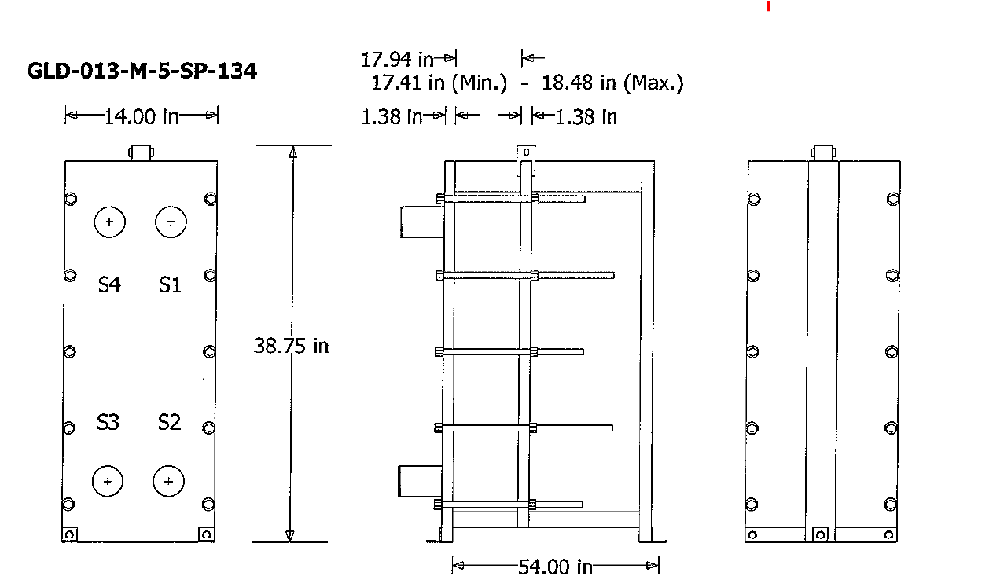 GLD-013-M-5-SP-134
17.94 in
17.41 in (Min.) - 18.48 in (Max.)
14.00 in
1.38 in
1.38 in
S4 S1
38.75 in
S3 S2
54.00 in